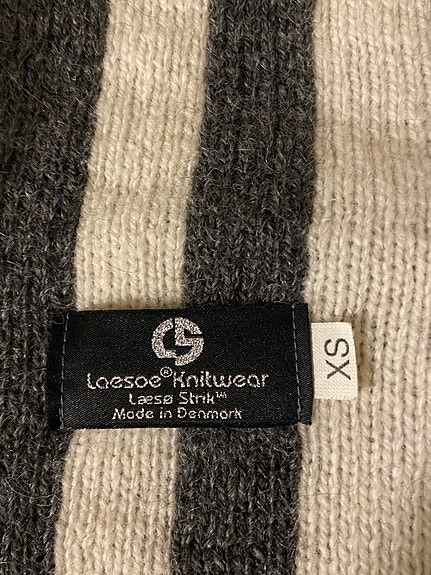 Laesoe® Knitwear
Læsø Strik™
Made in Denmark
XS